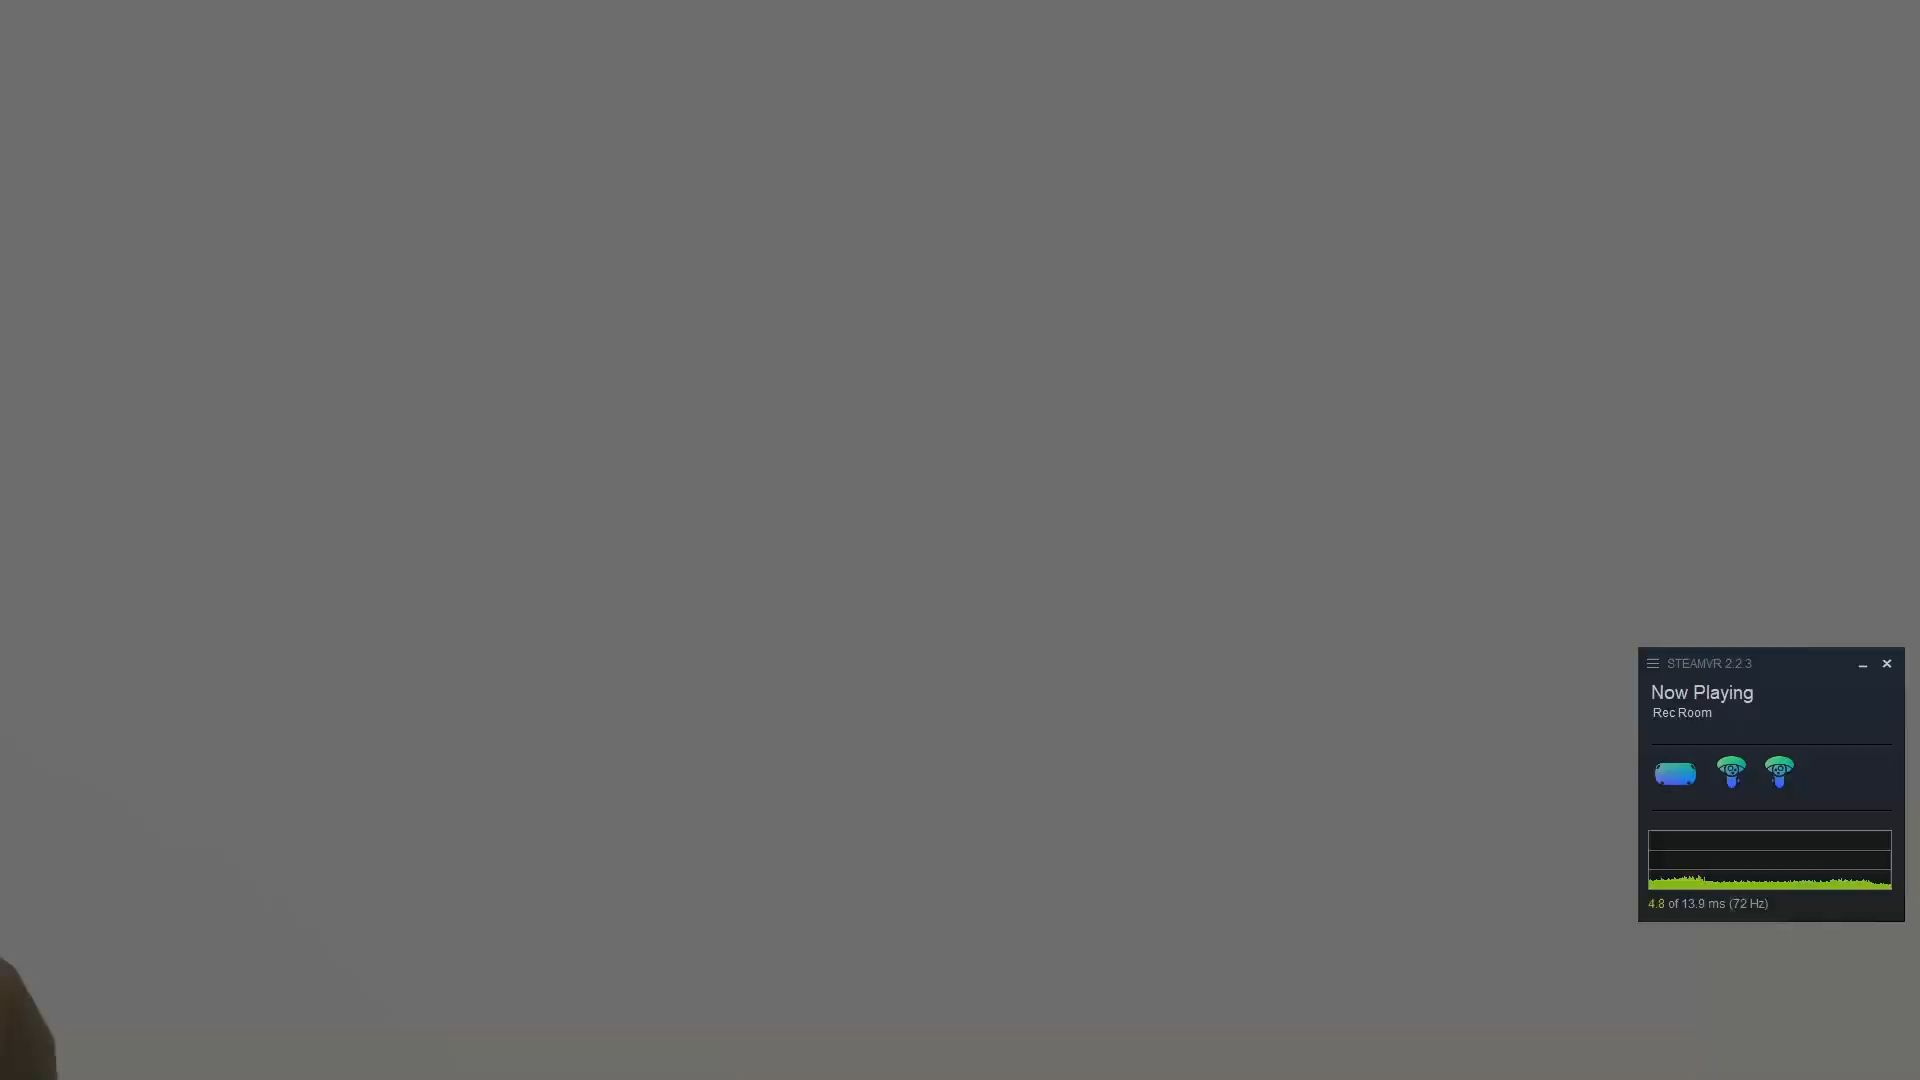 STEAMVR 2.2.3
Now Playing
Rec Room
4.8 of 13.9 ms (72 Hz)